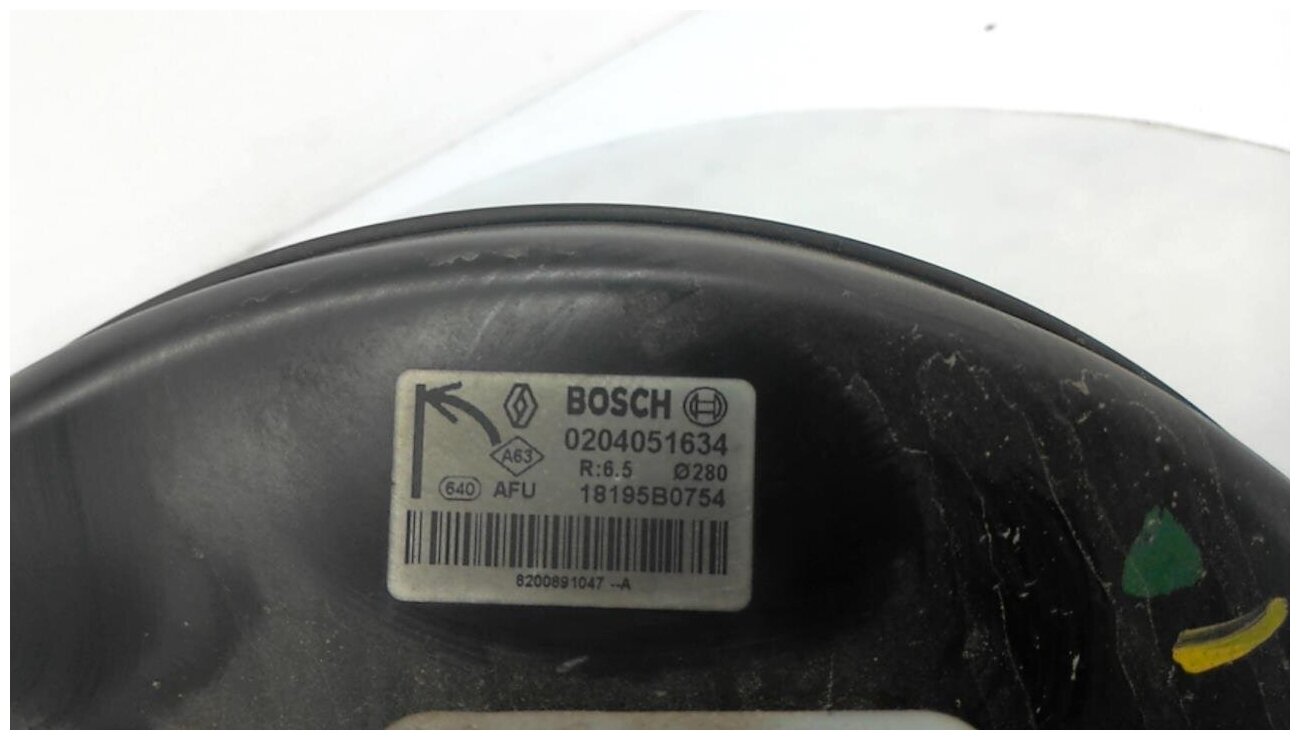 BOSCH
0204051634
A63
R:6.5 Ø280
640 AFU 18195B0754
8200891047 --A